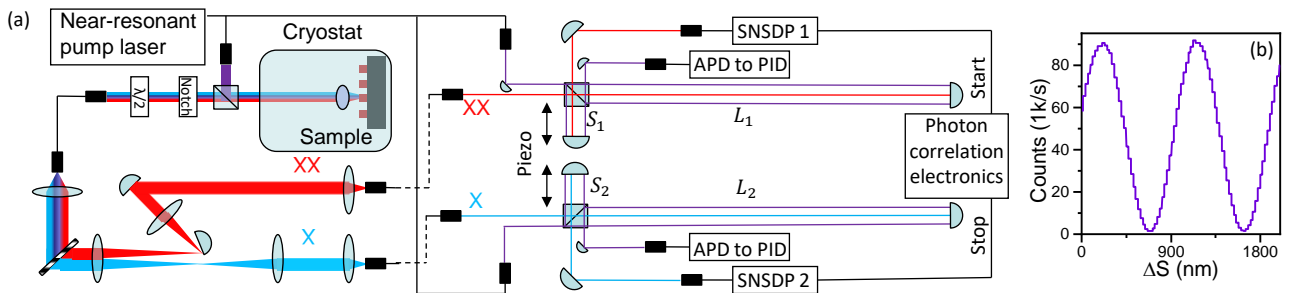 (a)
Near-resonant
pump laser
Cryostat
λ/2
Notch
Sample
XX
X
XX
X
Piezo
S₁
S₂
L₁
L₂
SNSDP 1
APD to PID
APD to PID
SNSDP 2
Start
Photon
correlation
electronics
Stop
(b)
Counts (1k/s)
80
60
40
20
0
0
900
1800
ΔS (nm)